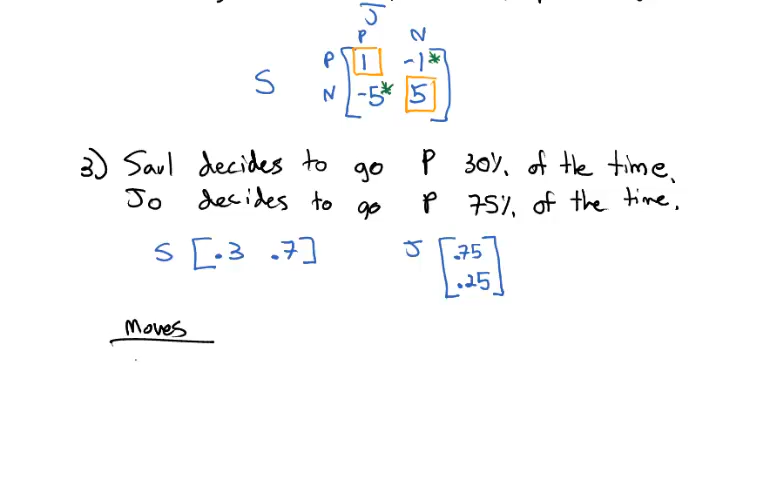 J
P N
P 1 -1*
S
N -5* 5
3) Saul decides to go P 30% of the time.
Jo decides to go P 75% of the time.
S [.3 .7] J [.75
.25]
Moves